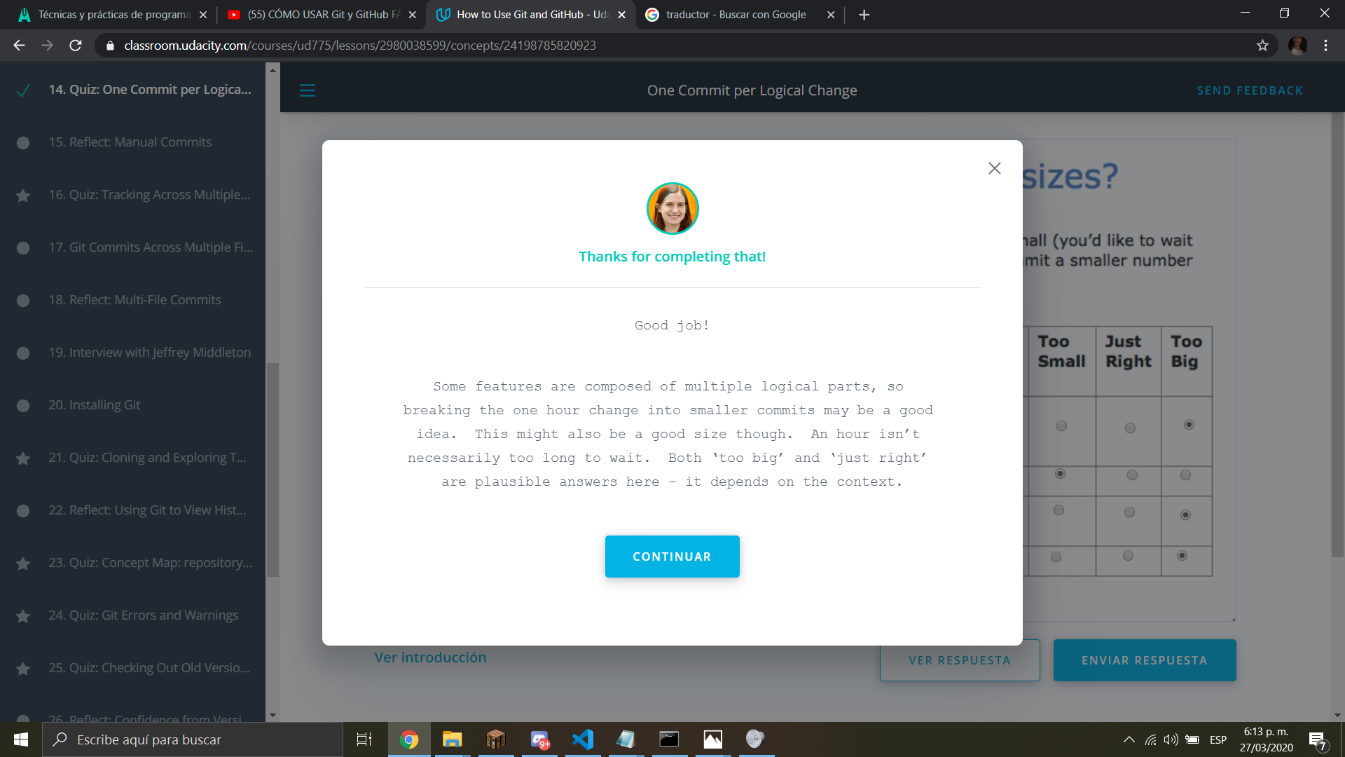 Técnicas y prácticas de programa
(55) CÓMO USAR Git y GitHub FÁ
How to Use Git and GitHub - Uda
traductor - Buscar con Google
classroom.udacity.com/courses/ud775/lessons/2980038599/concepts/24198785820923
14. Quiz: One Commit per Logica...
15. Reflect: Manual Commits
16. Quiz: Tracking Across Multiple...
17. Git Commits Across Multiple Fi...
18. Reflect: Multi-File Commits
19. Interview with Jeffrey Middleton
20. Installing Git
21. Quiz: Cloning and Exploring T...
22. Reflect: Using Git to View Hist...
23. Quiz: Concept Map: repository,...
24. Quiz: Git Errors and Warnings
25. Quiz: Checking Out Old Versio...
26. Reflect: Confidence from Versi...
One Commit per Logical Change
SEND FEEDBACK
sizes?
nall (you’d like to wait
mit a smaller number
Too Small
Just Right
Too Big
Thanks for completing that!
Good job!
Some features are composed of multiple logical parts, so
breaking the one hour change into smaller commits may be a good
idea. This might also be a good size though. An hour isn’t
necessarily too long to wait. Both ‘too big’ and ‘just right’
are plausible answers here – it depends on the context.
CONTINUAR
Ver introducción
VER RESPUESTA
ENVIAR RESPUESTA
Escribe aquí para buscar
9+
ESP
6:13 p. m.
27/03/2020
7